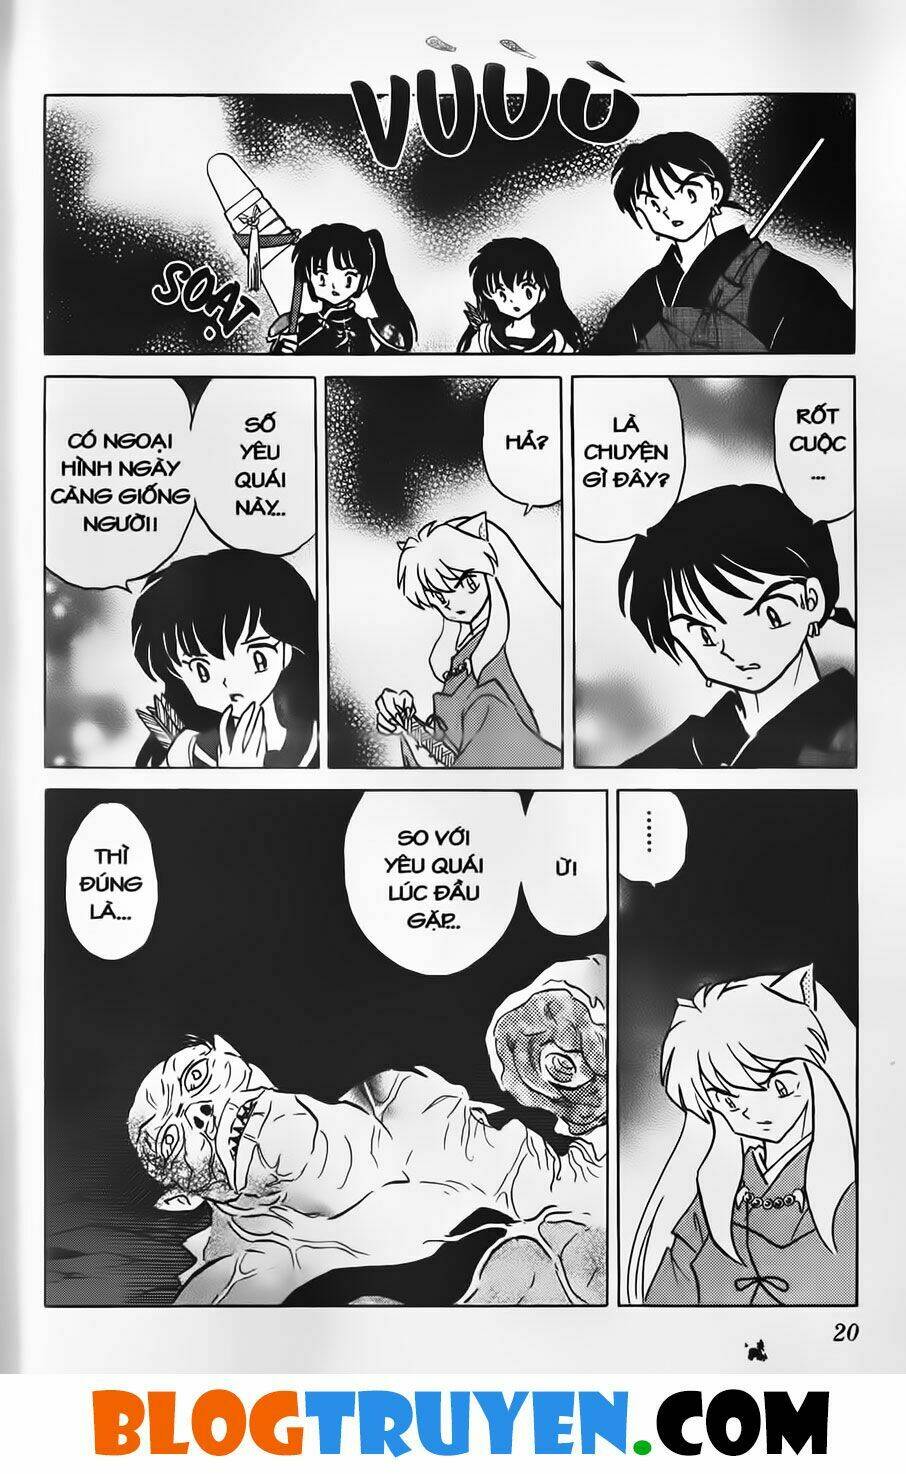 VÙÙÙ
SOẠT
RỐT
CUỘC
...
LÀ
CHUYỆN
GÌ ĐÂY?
HẢ?
SỐ
YÊU
QUÁI
NÀY...
CÓ NGOẠI
HÌNH NGÀY
CÀNG GIỐNG
NGƯỜI!
.......
ỪI
SO VỚI
YÊU QUÁI
LÚC ĐẦU
GẶP...
THÌ
ĐÚNG
LÀ...
20
BLOGTRUYEN.COM